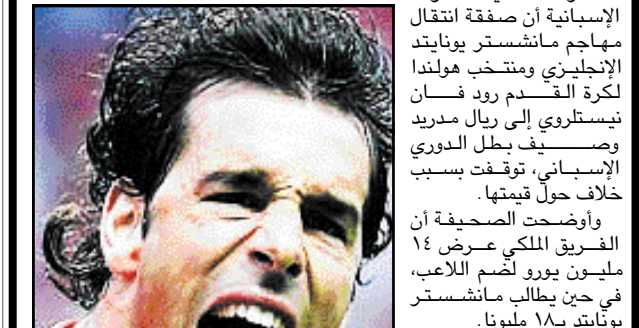 الإسبانية أن صفقة انتقال
مهاجم مانشستر يونايتد
الإنجليزي ومنتخب هولندا
لكرة القدم رود فان
نيستلروي إلى ريال مدريد
وصيف بطل الدوري
الإسباني، توقفت بسبب
خلاف حول قيمتها.
وأوضحت الصحيفة أن
الفريق الملكي عرض ١٤
مليون يورو لضم اللاعب،
في حين يطالب مانشستر
يونايتد بـ١٨ مليونا.